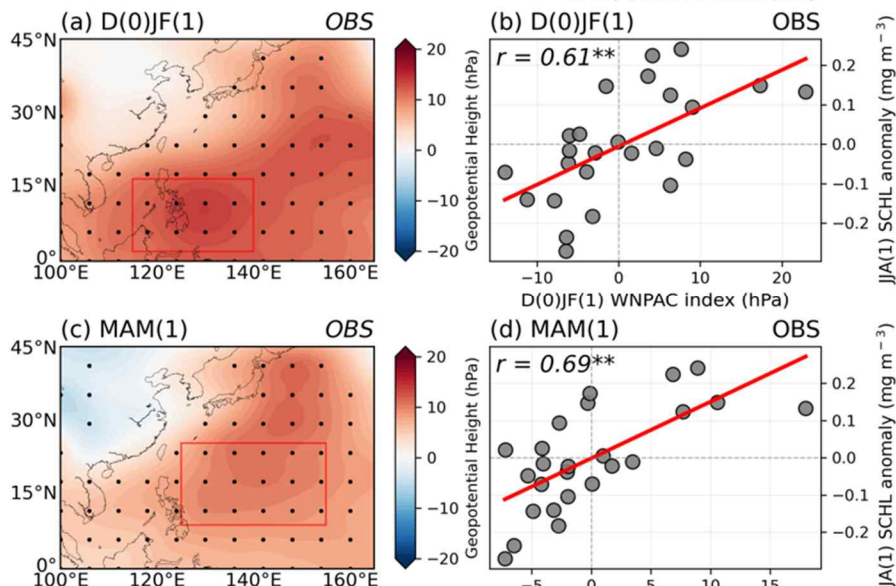 (a) D(0)JF(1) OBS
45°N
30°N
15°N
0°
100°E 120°E 140°E 160°E
20
10
0
−10
−20
Geopotential Height (hPa)
(b) OBS
r = 0.61**
0.2
0.1
0.0
−0.1
−0.2
−10 0 10 20
D(0)JF(1) WNPAC index (hPa)
JJA(1) SCHL anomaly (mg m⁻³)
(c) MAM(1) OBS
45°N
30°N
15°N
0°
100°E 120°E 140°E 160°E
20
10
0
−10
−20
Geopotential Height (hPa)
(d) MAM(1) OBS
r = 0.69**
0.2
0.1
0.0
−0.1
−0.2
−5 0 5 10 15
JA(1) SCHL anomaly (mg m⁻³)